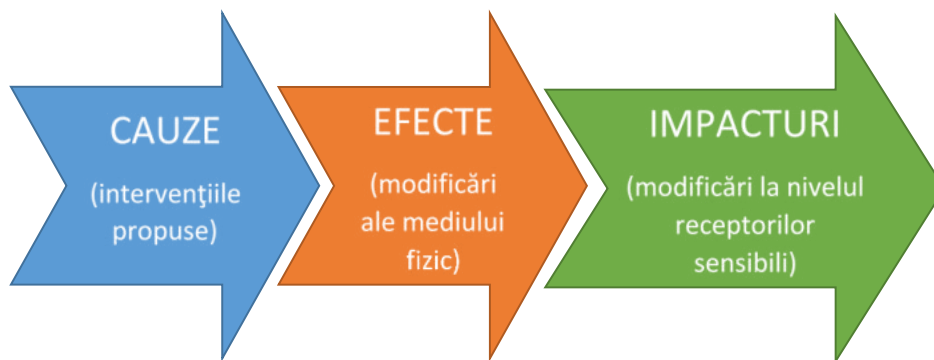 CAUZE
(intervenţiile
propuse)
EFECTE
(modificări
ale mediului
fizic)
IMPACTURI
(modificări la nivelul
receptorilor
sensibili)